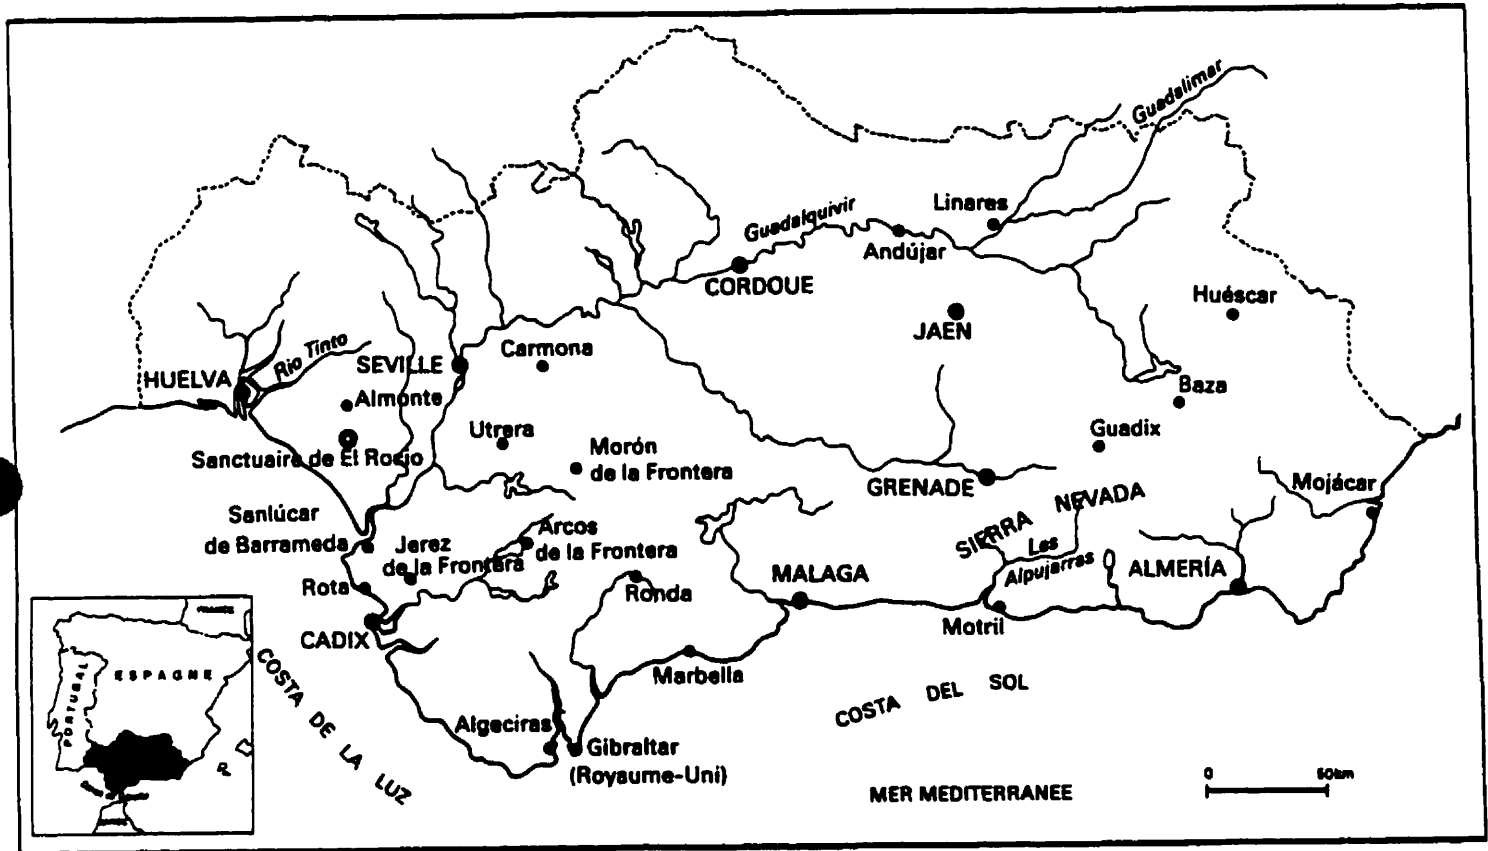 Guadalimar
Linares
Guadalquivir
Andújar
CORDOUE
Huéscar
JAEN
Rio Tinto
Carmona
SEVILLE
HUELVA
Almonte
Baza
Utrera
Guadix
Morón
de la Frontera
Sanctuaire de El Rocio
GRENADE
Mojácar
SIERRA NEVADA
Sanlúcar
de Barrameda
Jerez
de la Frontera
Arcos
de la Frontera
Las
Alpujarras
ALMERÍA
MALAGA
Rota
Ronda
Motril
CADIX
Marbella
FRANCE
ESPAGNE
PORTUGAL
COSTA DE LA LUZ
COSTA DEL SOL
Algeciras
Gibraltar
(Royaume-Uni)
MER MEDITERRANEE
0 50km